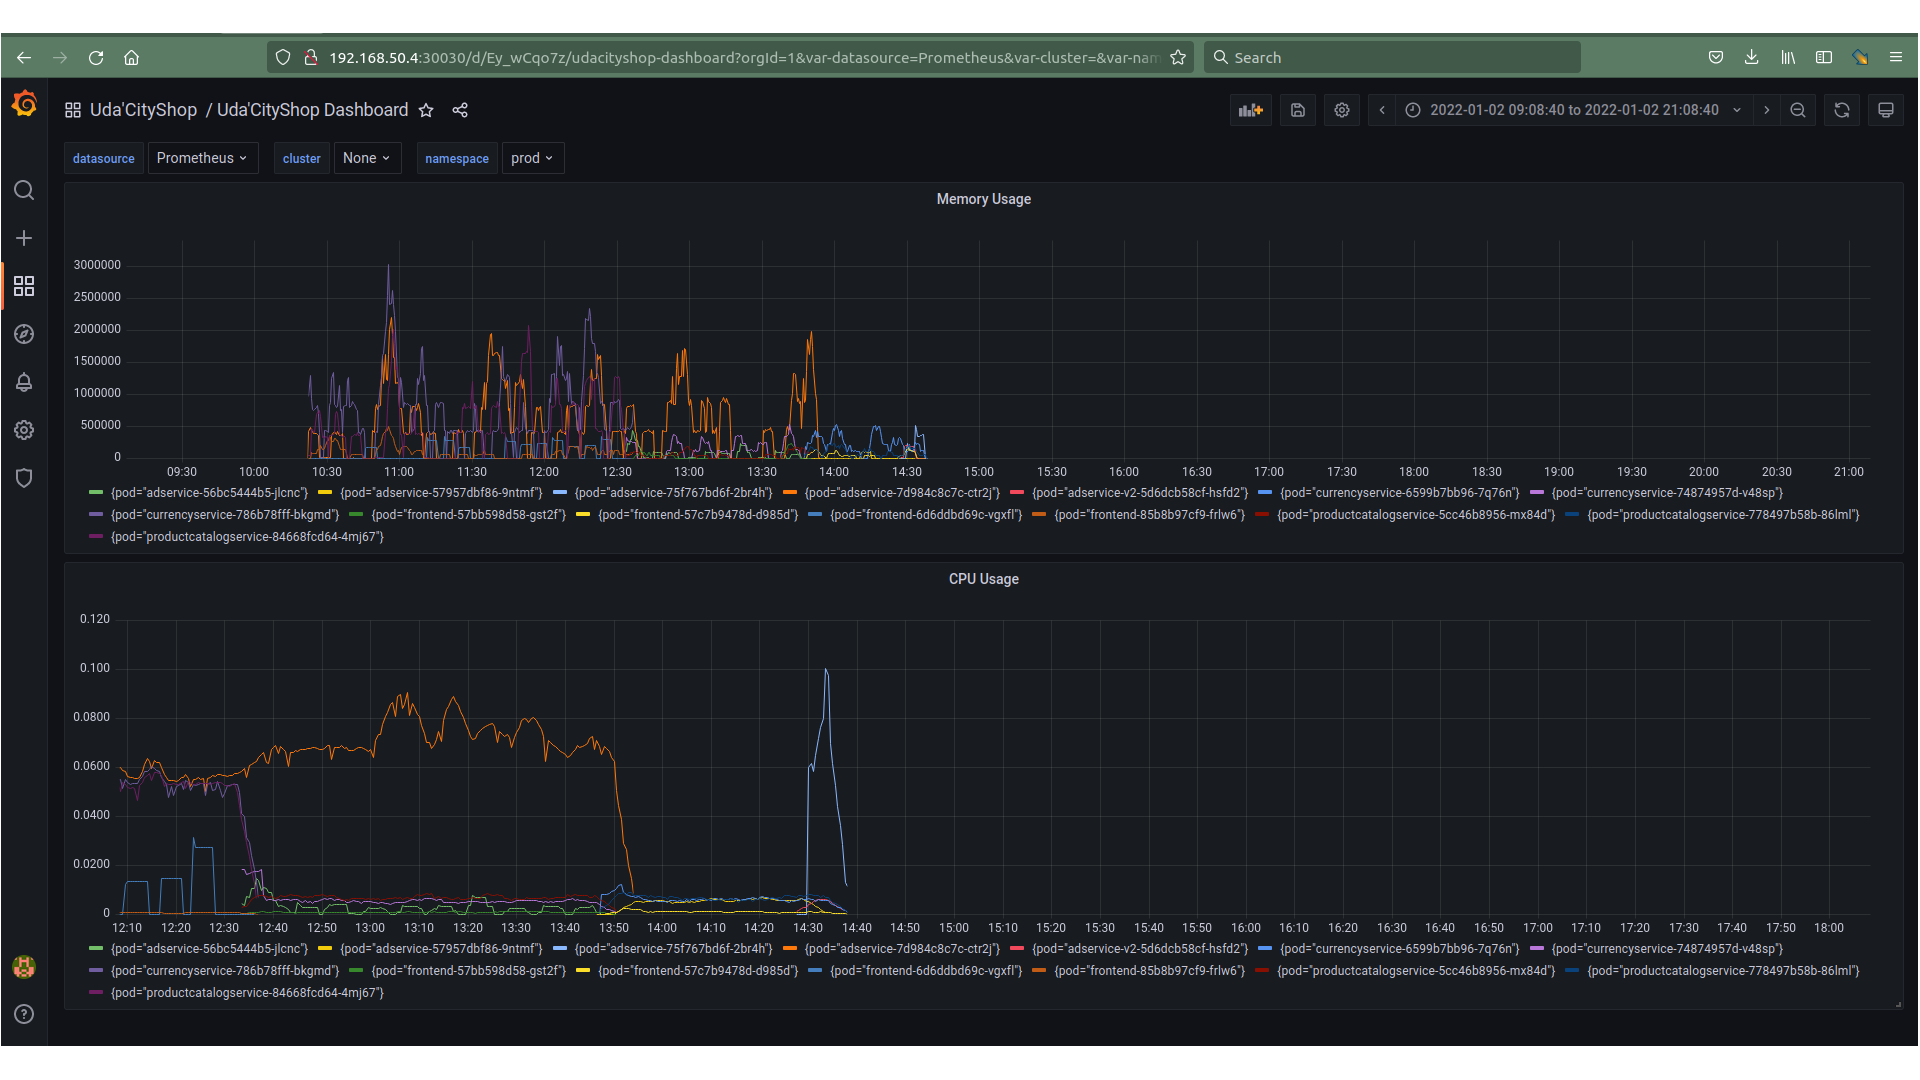 192.168.50.4:30030/d/Ey_wCqo7z/udacityshop-dashboard?orgId=1&var-datasource=Prometheus&var-cluster=&var-nam
Search
Uda'CityShop / Uda'CityShop Dashboard
2022-01-02 09:08:40 to 2022-01-02 21:08:40
datasource Prometheus cluster None namespace prod
Memory Usage
3000000
2500000
2000000
1500000
1000000
500000
0
09:30 10:00 10:30 11:00 11:30 12:00 12:30 13:00 13:30 14:00 14:30 15:00 15:30 16:00 16:30 17:00 17:30 18:00 18:30 19:00 19:30 20:00 20:30 21:00
{pod="adservice-56bc5444b5-jlcnc"} {pod="adservice-57957dbf86-9ntmf"} {pod="adservice-75f767bd6f-2br4h"} {pod="adservice-7d984c8c7c-ctr2j"} {pod="adservice-v2-5d6dcb58cf-hsfd2"} {pod="currencyservice-6599b7bb96-7q76n"} {pod="currencyservice-74874957d-v48sp"}
{pod="currencyservice-786b78fff-bkgmd"} {pod="frontend-57bb598d58-gst2f"} {pod="frontend-57c7b9478d-d985d"} {pod="frontend-6d6ddbd69c-vgxfl"} {pod="frontend-85b8b97cf9-frlw6"} {pod="productcatalogservice-5cc46b8956-mx84d"} {pod="productcatalogservice-778497b58b-86lml"}
{pod="productcatalogservice-84668fcd64-4mj67"}
CPU Usage
0.120
0.100
0.0800
0.0600
0.0400
0.0200
0
12:10 12:20 12:30 12:40 12:50 13:00 13:10 13:20 13:30 13:40 13:50 14:00 14:10 14:20 14:30 14:40 14:50 15:00 15:10 15:20 15:30 15:40 15:50 16:00 16:10 16:20 16:30 16:40 16:50 17:00 17:10 17:20 17:30 17:40 17:50 18:00
{pod="adservice-56bc5444b5-jlcnc"} {pod="adservice-57957dbf86-9ntmf"} {pod="adservice-75f767bd6f-2br4h"} {pod="adservice-7d984c8c7c-ctr2j"} {pod="adservice-v2-5d6dcb58cf-hsfd2"} {pod="currencyservice-6599b7bb96-7q76n"} {pod="currencyservice-74874957d-v48sp"}
{pod="currencyservice-786b78fff-bkgmd"} {pod="frontend-57bb598d58-gst2f"} {pod="frontend-57c7b9478d-d985d"} {pod="frontend-6d6ddbd69c-vgxfl"} {pod="frontend-85b8b97cf9-frlw6"} {pod="productcatalogservice-5cc46b8956-mx84d"} {pod="productcatalogservice-778497b58b-86lml"}
{pod="productcatalogservice-84668fcd64-4mj67"}